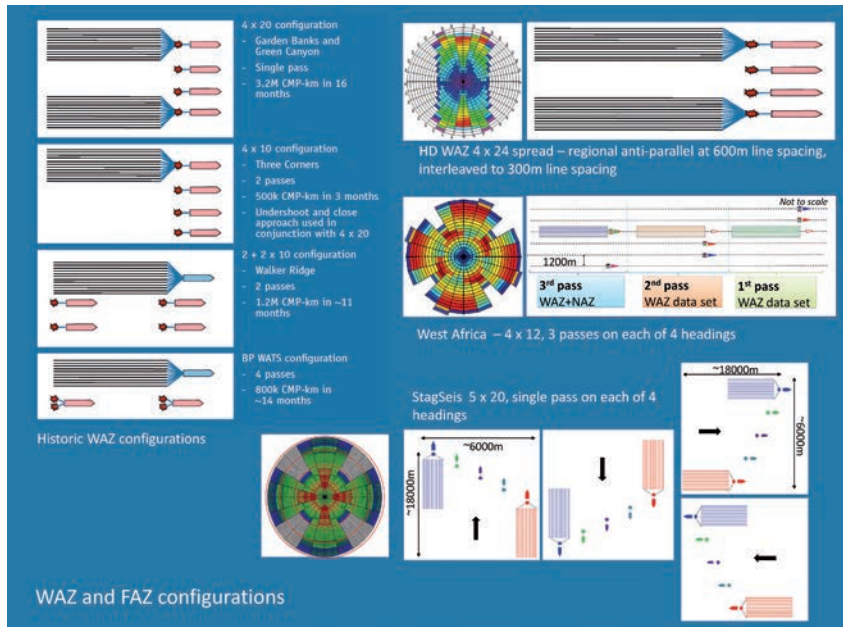 4 x 20 configuration
- Garden Banks and
Green Canyon
- Single pass
- 3.2M CMP-km in 16
months
4 x 10 configuration
- Three Corners
- 2 passes
- 500k CMP-km in 3 months
- Undershoot and close
approach used in
conjunction with 4 x 20
2 + 2 x 10 configuration
- Walker Ridge
- 2 passes
- 1.2M CMP-km in ~11
months
BP WATS configuration
- 4 passes
- 800k CMP-km in
~14 months
Historic WAZ configurations
HD WAZ 4 x 24 spread – regional anti-parallel at 600m line spacing,
interleaved to 300m line spacing
Not to scale
1200m
3rd pass
WAZ+NAZ
2nd pass
WAZ data set
1st pass
WAZ data set
West Africa – 4 x 12, 3 passes on each of 4 headings
StagSeis 5 x 20, single pass on each of 4
headings
~6000m
~18000m
~18000m
~6000m
WAZ and FAZ configurations